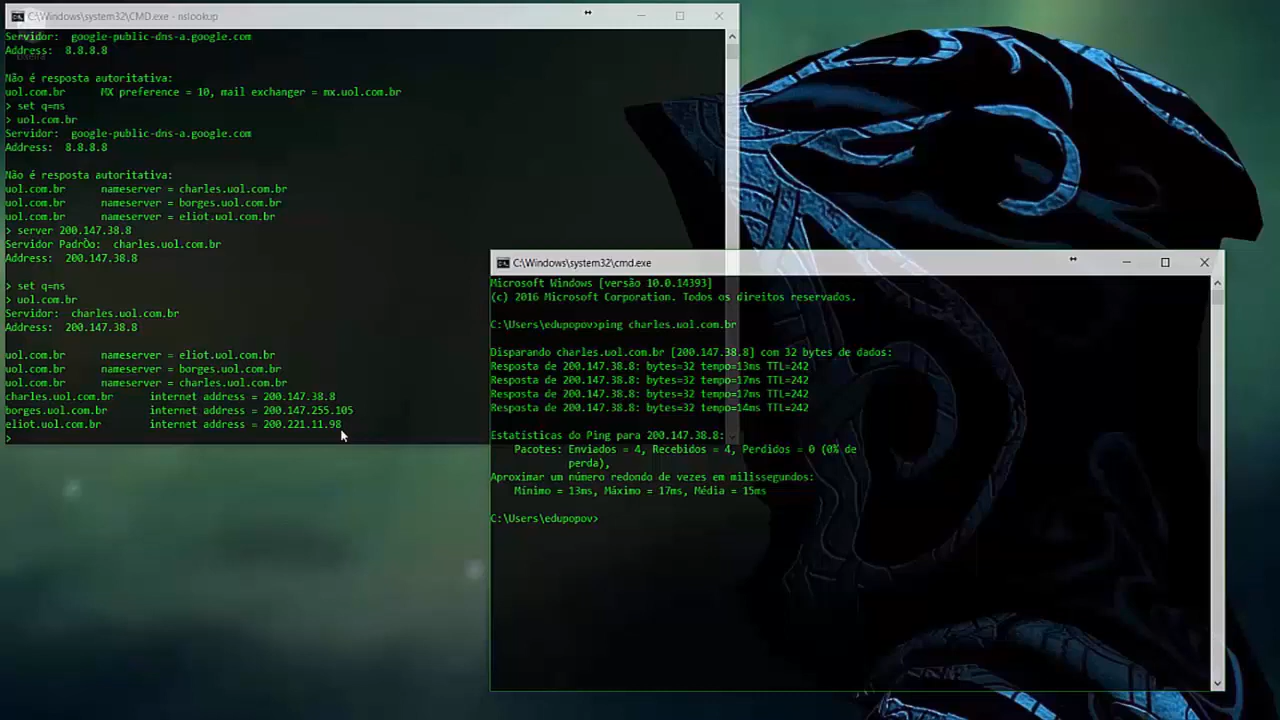 C:\Windows\system32\CMD.exe - nslookup
Servidor:  google-public-dns-a.google.com
Address:  8.8.8.8
Não é resposta autoritativa:
uol.com.br      MX preference = 10, mail exchanger = mx.uol.com.br
> set q=ns
> uol.com.br
Servidor:  google-public-dns-a.google.com
Address:  8.8.8.8
Não é resposta autoritativa:
uol.com.br      nameserver = charles.uol.com.br
uol.com.br      nameserver = borges.uol.com.br
uol.com.br      nameserver = eliot.uol.com.br
> server 200.147.38.8
Servidor PadrÒo:  charles.uol.com.br
Address:  200.147.38.8
> set q=ns
> uol.com.br
Servidor:  charles.uol.com.br
Address:  200.147.38.8
uol.com.br      nameserver = eliot.uol.com.br
uol.com.br      nameserver = borges.uol.com.br
uol.com.br      nameserver = charles.uol.com.br
charles.uol.com.br      internet address = 200.147.38.8
borges.uol.com.br       internet address = 200.147.255.105
eliot.uol.com.br        internet address = 200.221.11.98
>
C:\Windows\system32\cmd.exe
Microsoft Windows [versão 10.0.14393]
(c) 2016 Microsoft Corporation. Todos os direitos reservados.
C:\Users\edupopov>ping charles.uol.com.br
Disparando charles.uol.com.br [200.147.38.8] com 32 bytes de dados:
Resposta de 200.147.38.8: bytes=32 tempo=13ms TTL=242
Resposta de 200.147.38.8: bytes=32 tempo=17ms TTL=242
Resposta de 200.147.38.8: bytes=32 tempo=17ms TTL=242
Resposta de 200.147.38.8: bytes=32 tempo=14ms TTL=242
Estatísticas do Ping para 200.147.38.8:
    Pacotes: Enviados = 4, Recebidos = 4, Perdidos = 0 (0% de
             perda),
Aproximar um número redondo de vezes em milissegundos:
    Mínimo = 13ms, Máximo = 17ms, Média = 15ms
C:\Users\edupopov>